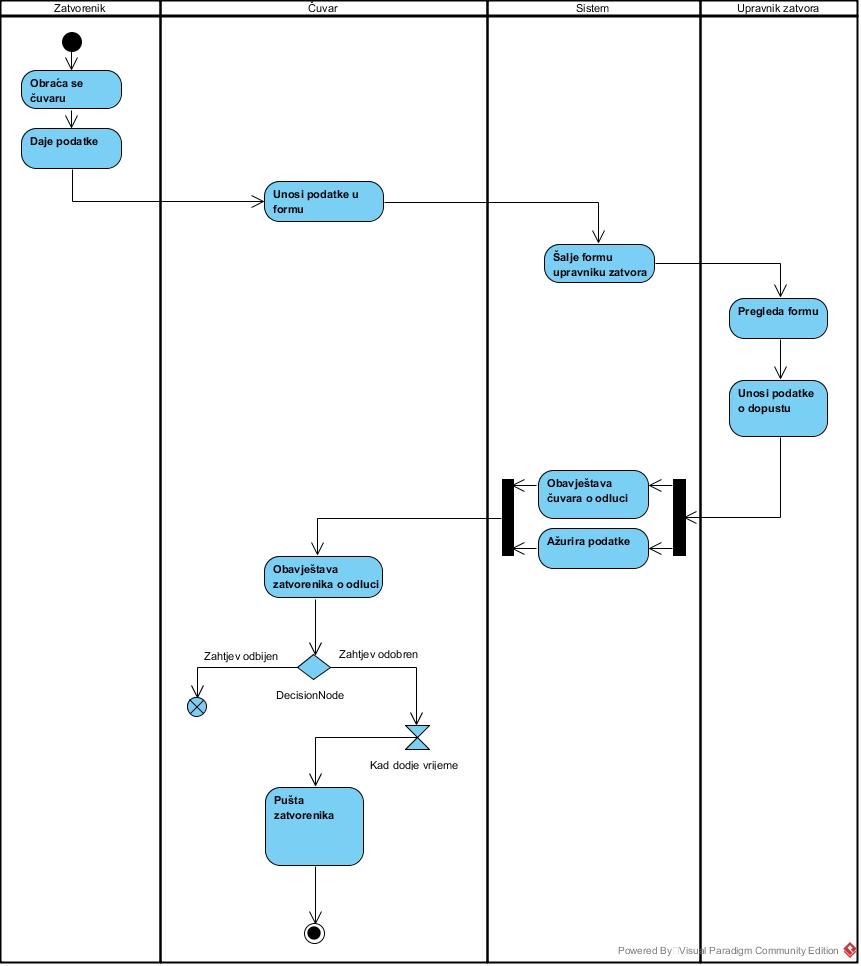 Zatvorenik
Čuvar
Sistem
Upravnik zatvora
Obraća se
čuvaru
Daje podatke
Unosi podatke u
formu
Šalje formu
upravniku zatvora
Pregleda formu
Unosi podatke
o dopustu
Obavještava
čuvara o odluci
Ažurira podatke
Obavještava
zatvorenika o odluci
Zahtjev odbijen
Zahtjev odobren
DecisionNode
Kad dodje vrijeme
Pušta
zatvorenika
Powered By Visual Paradigm Community Edition